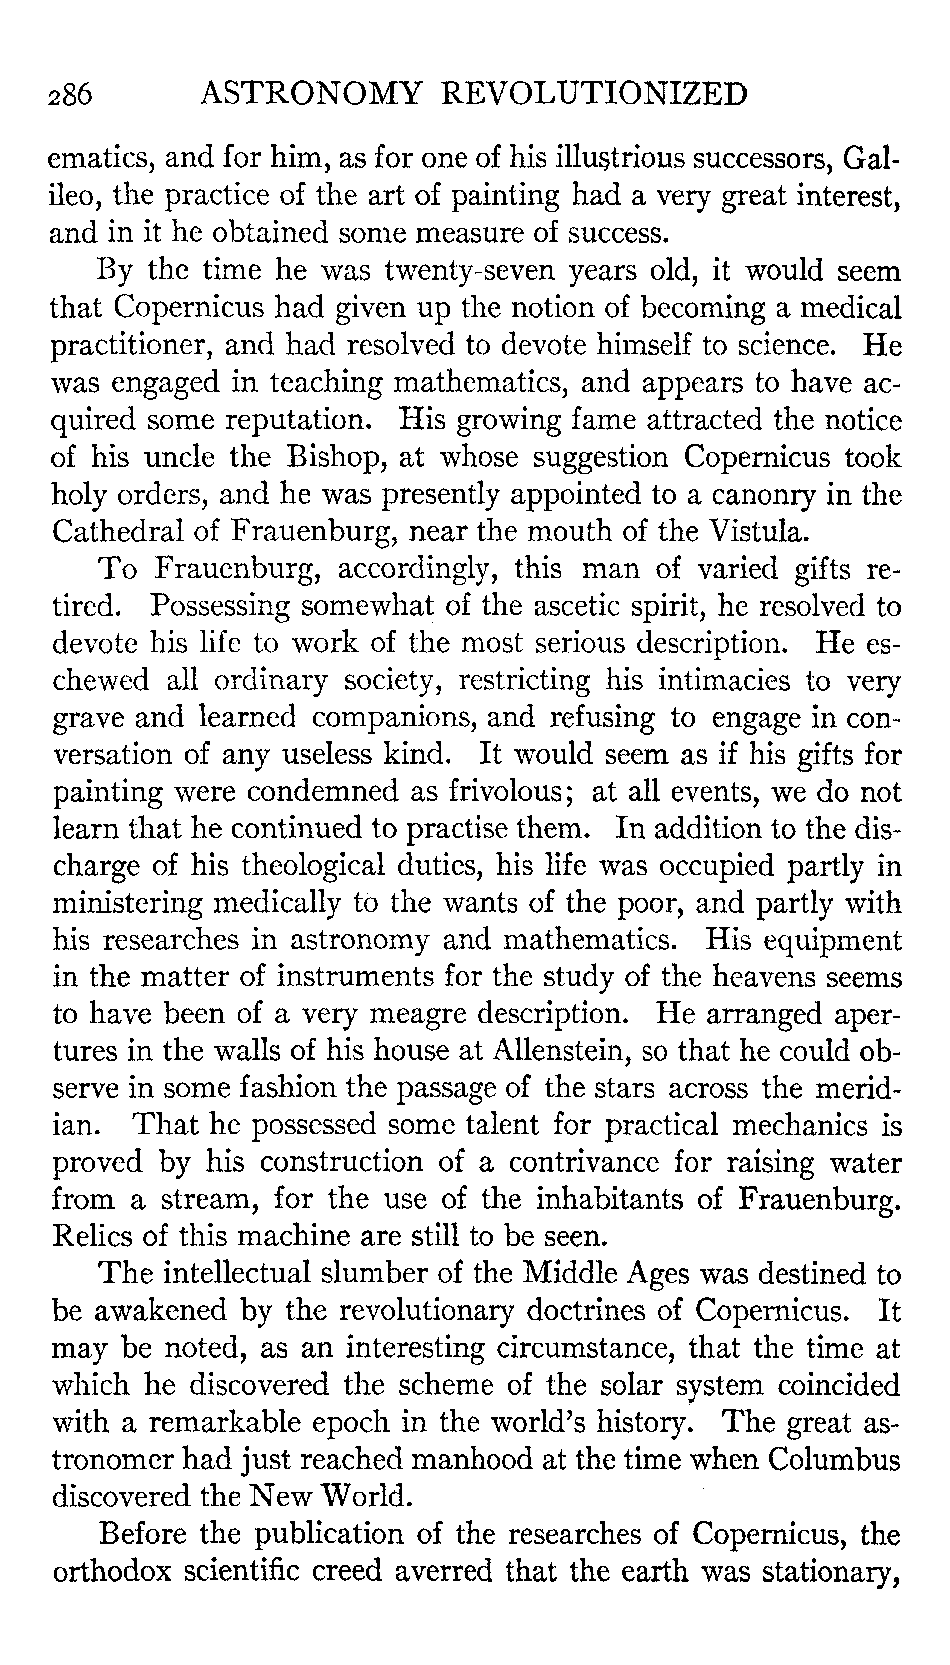 286 ASTRONOMY REVOLUTIONIZED
ematics, and for him, as for one of his illustrious successors, Gal-
ileo, the practice of the art of painting had a very great interest,
and in it he obtained some measure of success.
By the time he was twenty-seven years old, it would seem
that Copernicus had given up the notion of becoming a medical
practitioner, and had resolved to devote himself to science. He
was engaged in teaching mathematics, and appears to have ac-
quired some reputation. His growing fame attracted the notice
of his uncle the Bishop, at whose suggestion Copernicus took
holy orders, and he was presently appointed to a canonry in the
Cathedral of Frauenburg, near the mouth of the Vistula.
To Frauenburg, accordingly, this man of varied gifts re-
tired. Possessing somewhat of the ascetic spirit, he resolved to
devote his life to work of the most serious description. He es-
chewed all ordinary society, restricting his intimacies to very
grave and learned companions, and refusing to engage in con-
versation of any useless kind. It would seem as if his gifts for
painting were condemned as frivolous; at all events, we do not
learn that he continued to practise them. In addition to the dis-
charge of his theological duties, his life was occupied partly in
ministering medically to the wants of the poor, and partly with
his researches in astronomy and mathematics. His equipment
in the matter of instruments for the study of the heavens seems
to have been of a very meagre description. He arranged aper-
tures in the walls of his house at Allenstein, so that he could ob-
serve in some fashion the passage of the stars across the merid-
ian. That he possessed some talent for practical mechanics is
proved by his construction of a contrivance for raising water
from a stream, for the use of the inhabitants of Frauenburg.
Relics of this machine are still to be seen.
The intellectual slumber of the Middle Ages was destined to
be awakened by the revolutionary doctrines of Copernicus. It
may be noted, as an interesting circumstance, that the time at
which he discovered the scheme of the solar system coincided
with a remarkable epoch in the world's history. The great as-
tronomer had just reached manhood at the time when Columbus
discovered the New World.
Before the publication of the researches of Copernicus, the
orthodox scientific creed averred that the earth was stationary,